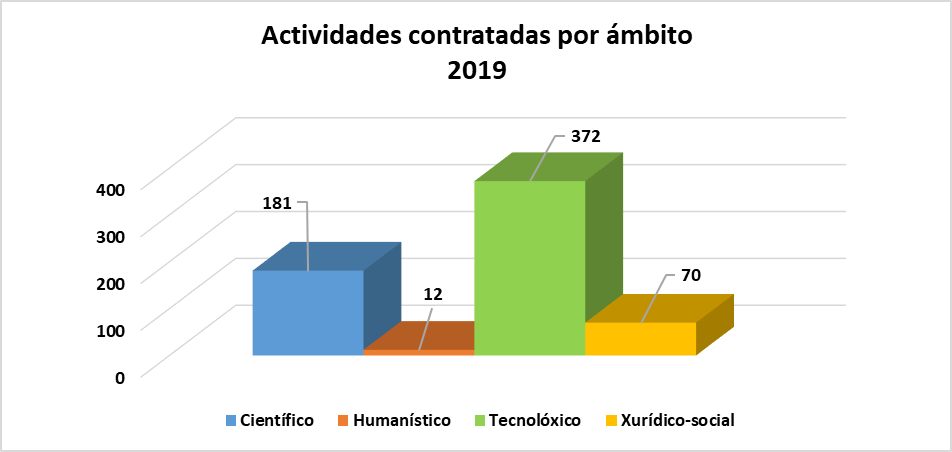 Actividades contratadas por ámbito
2019
400
300
200
100
0
181
12
372
70
Científico
Humanístico
Tecnolóxico
Xurídico-social